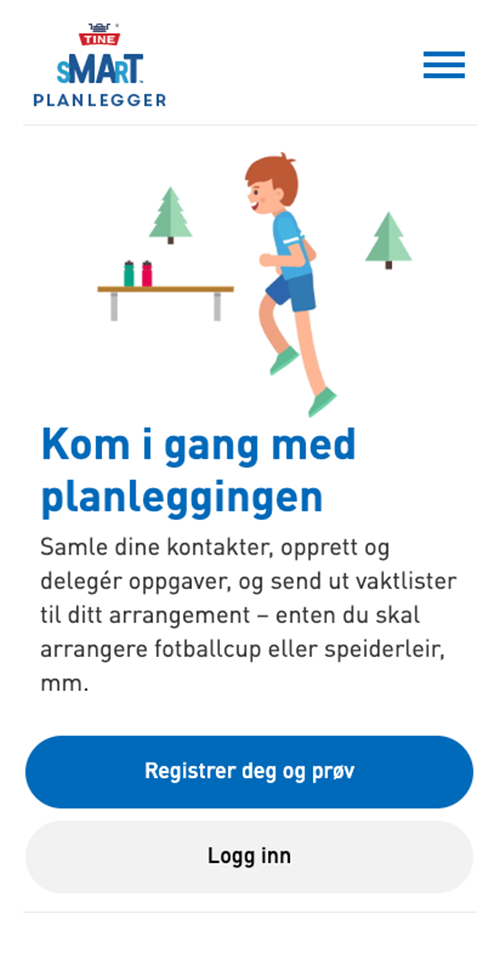 TINE
SMART
PLANLEGGER
Kom i gang med
planleggingen
Samle dine kontakter, opprett og
delegér oppgaver, og send ut vaktlister
til ditt arrangement – enten du skal
arrangere fotballcup eller speiderleir,
mm.
Registrer deg og prøv
Logg inn